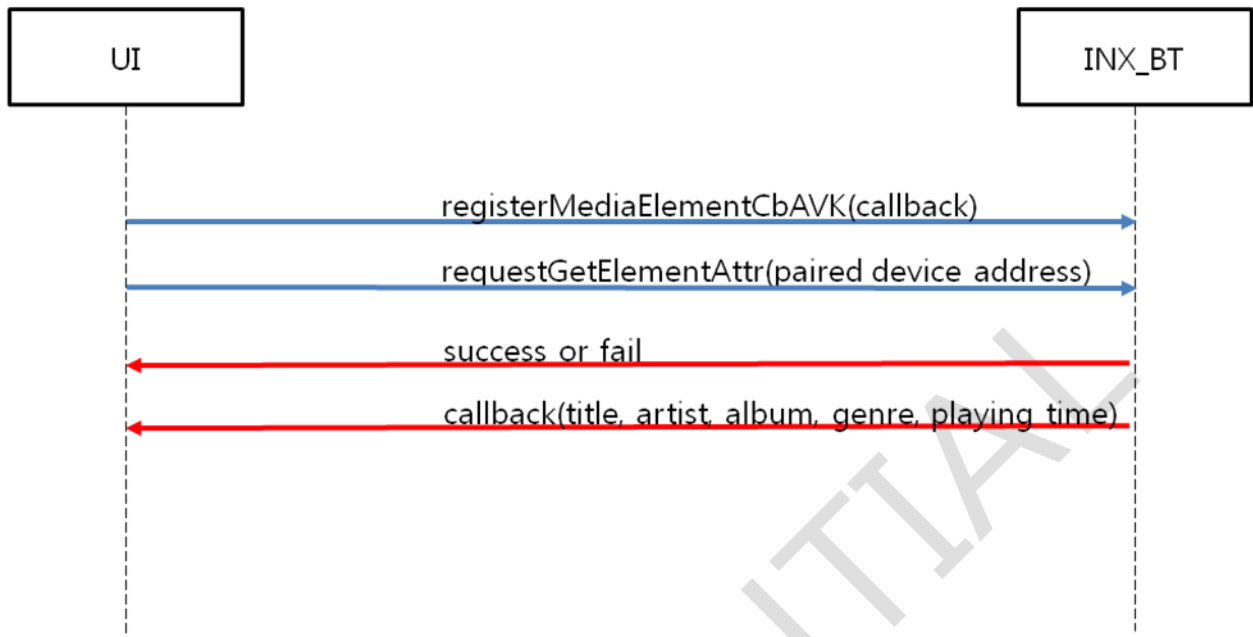 UI
INX_BT
registerMediaElementCbAVK(callback)
requestGetElementAttr(paired device address)
success or fail
callback(title, artist, album, genre, playing time)